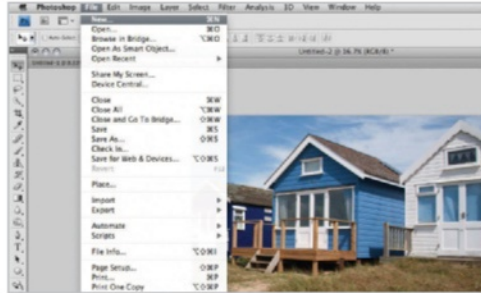 Photoshop File Edit Image Layer Select Filter Analysis 3D View Window Help
New... ⌘N
Open... ⌘O
Browse in Bridge... ⌥⌘O
Open As Smart Object...
Open Recent
Share My Screen...
Device Central...
Close ⌘W
Close All ⌥⌘W
Close and Go To Bridge... ⇧⌘W
Save ⌘S
Save As... ⇧⌘S
Check In...
Save for Web & Devices... ⌥⇧⌘S
Revert
Place...
Import
Export
Automate
Scripts
File Info... ⌥⇧⌘I
Page Setup... ⇧⌘P
Print... ⌘P
Print One Copy ⌥⇧⌘P